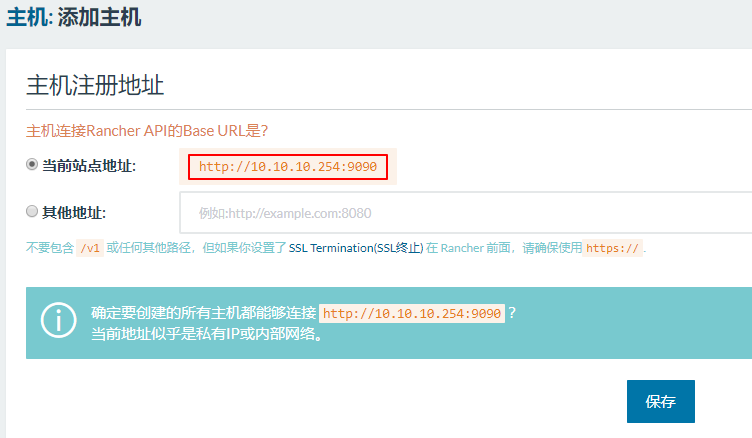 主机: 添加主机
主机注册地址
主机连接Rancher API的Base URL是?
当前站点地址: http://10.10.10.254:9090
其他地址: 例如:http://example.com:8080
不要包含 /v1 或任何其他路径，但如果你设置了 SSL Termination(SSL终止) 在 Rancher 前面，请确保使用 https:// .
确定要创建的所有主机都能够连接 http://10.10.10.254:9090 ?
当前地址似乎是私有IP或内部网络。
保存